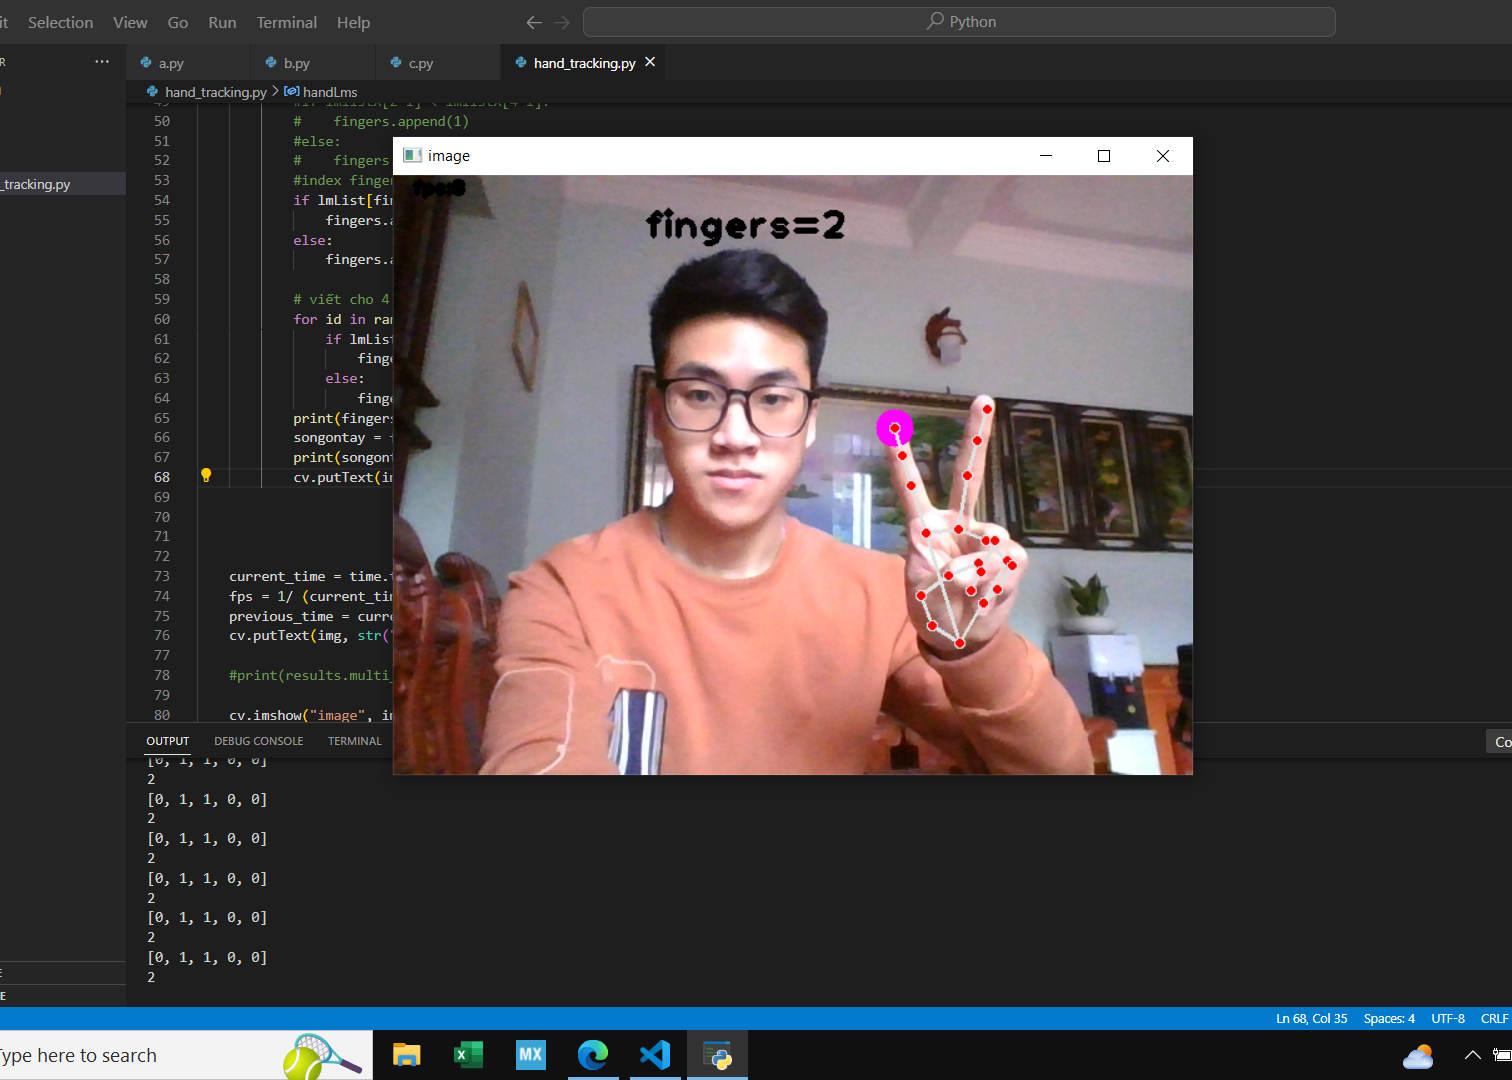 it Selection View Go Run Terminal Help Python
R ··· a.py b.py c.py hand_tracking.py
hand_tracking.py > handLms
50 # fingers.append(1)
51 #else:
52 # fingers
53 #index finger
54 if lmList[fin
55 fingers.a
56 else:
57 fingers.a
58
59 # viết cho 4
60 for id in ran
61 if lmList
62 finge
63 else:
64 finge
65 print(fingers
66 songontay =
67 print(songont
68 cv.putText(im
69
70
71
72
73 current_time = time.t
74 fps = 1/ (current_tim
75 previous_time = curre
76 cv.putText(img, str("
77
78 #print(results.multi_
79
80 cv.imshow("image", im
_tracking.py
image
fps:8
fingers=2
OUTPUT DEBUG CONSOLE TERMINAL Co
[0, 1, 1, 0, 0]
2
[0, 1, 1, 0, 0]
2
[0, 1, 1, 0, 0]
2
[0, 1, 1, 0, 0]
2
[0, 1, 1, 0, 0]
2
[0, 1, 1, 0, 0]
2
E
E
Ln 68, Col 35 Spaces: 4 UTF-8 CRLF
Type here to search
MX